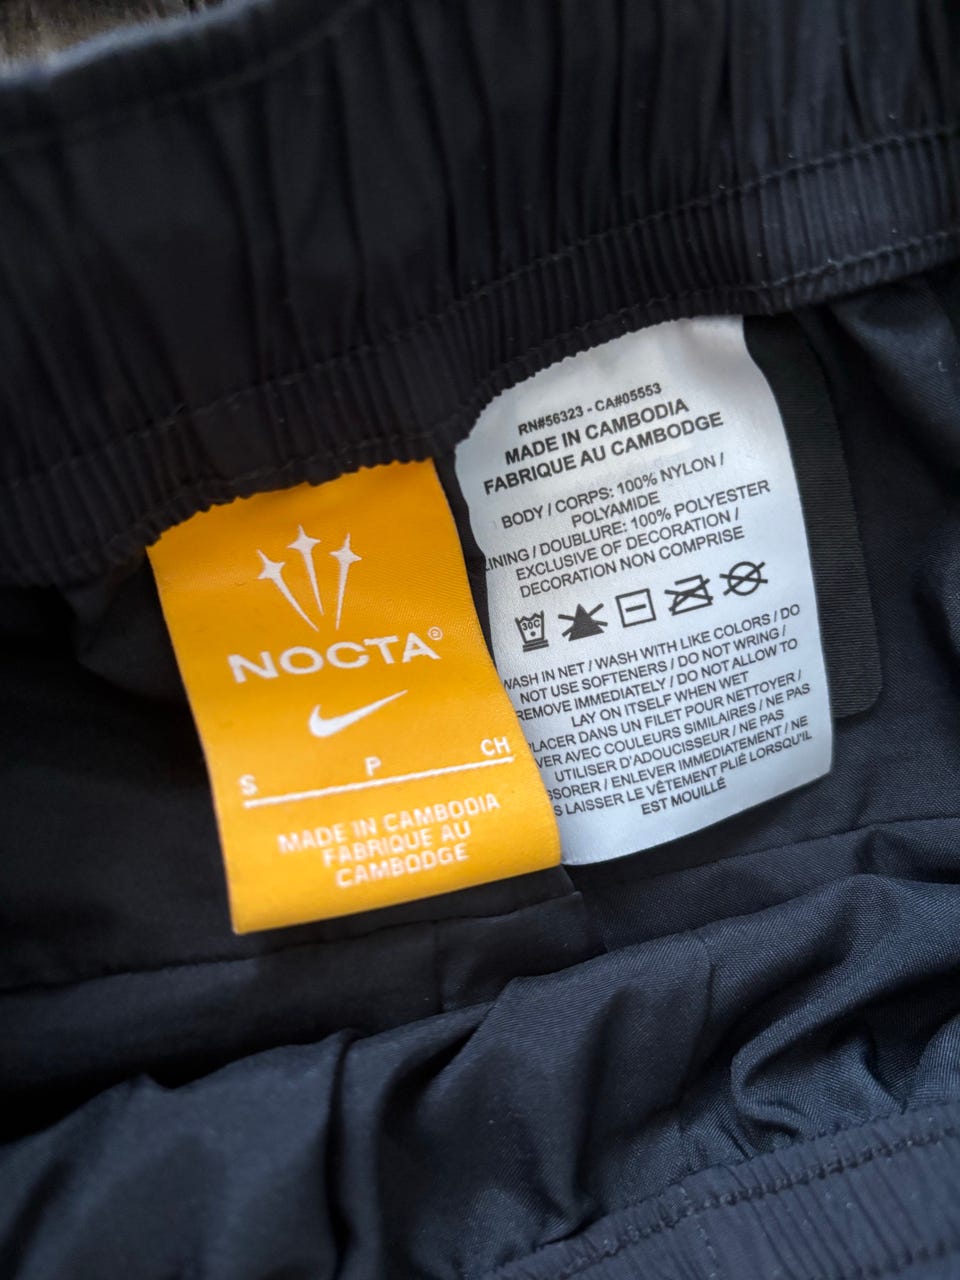 NOCTA®
S P CH
MADE IN CAMBODIA
FABRIQUE AU
CAMBODGE
RN#56323 - CA#05553
MADE IN CAMBODIA
FABRIQUE AU CAMBODGE
BODY / CORPS: 100% NYLON /
POLYAMIDE
LINING / DOUBLURE: 100% POLYESTER
EXCLUSIVE OF DECORATION /
DECORATION NON COMPRISE
30C
WASH IN NET / WASH WITH LIKE COLORS / DO
NOT USE SOFTENERS / DO NOT WRING /
REMOVE IMMEDIATELY / DO NOT ALLOW TO
LAY ON ITSELF WHEN WET
PLACER DANS UN FILET POUR NETTOYER /
AVEC COULEURS SIMILAIRES / NE PAS
UTILISER D'ADOUCISSEUR / NE PAS
/ ENLEVER IMMEDIATEMENT / NE
LAISSER LE VÊTEMENT PLIÉ LORSQU'IL
EST MOUILLÉ